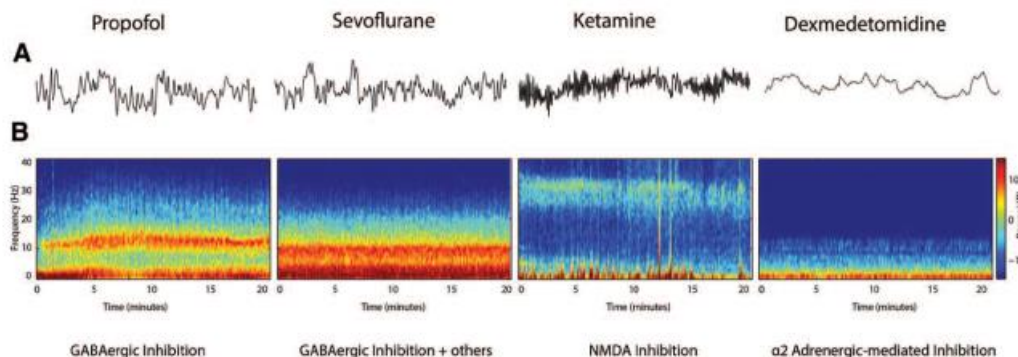 Propofol Sevoflurane Ketamine Dexmedetomidine
A
B
Frequency (Hz)
40
30
20
10
0
0 5 10 15 20 0 5 10 15 20 0 5 10 15 20 0 5 10 15 20
Time (minutes) Time (minutes) Time (minutes) Time (minutes)
10
GABAergic Inhibition GABAergic Inhibition + others NMDA Inhibition α2 Adrenergic-mediated Inhibition